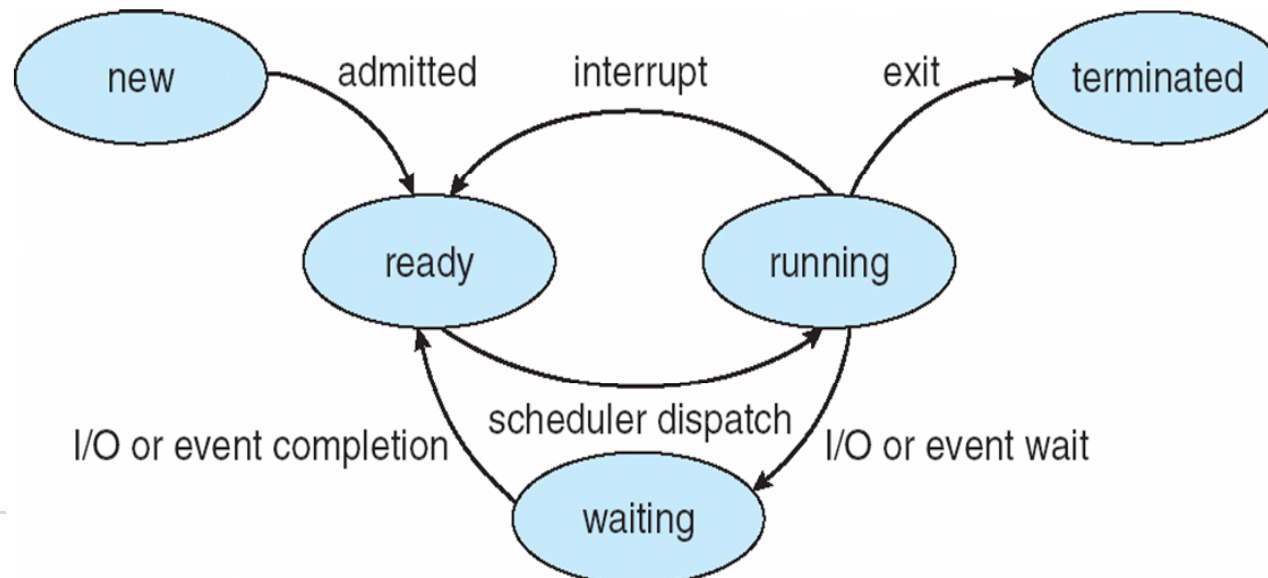 new
admitted
interrupt
exit
terminated
ready
running
scheduler dispatch
I/O or event completion
I/O or event wait
waiting